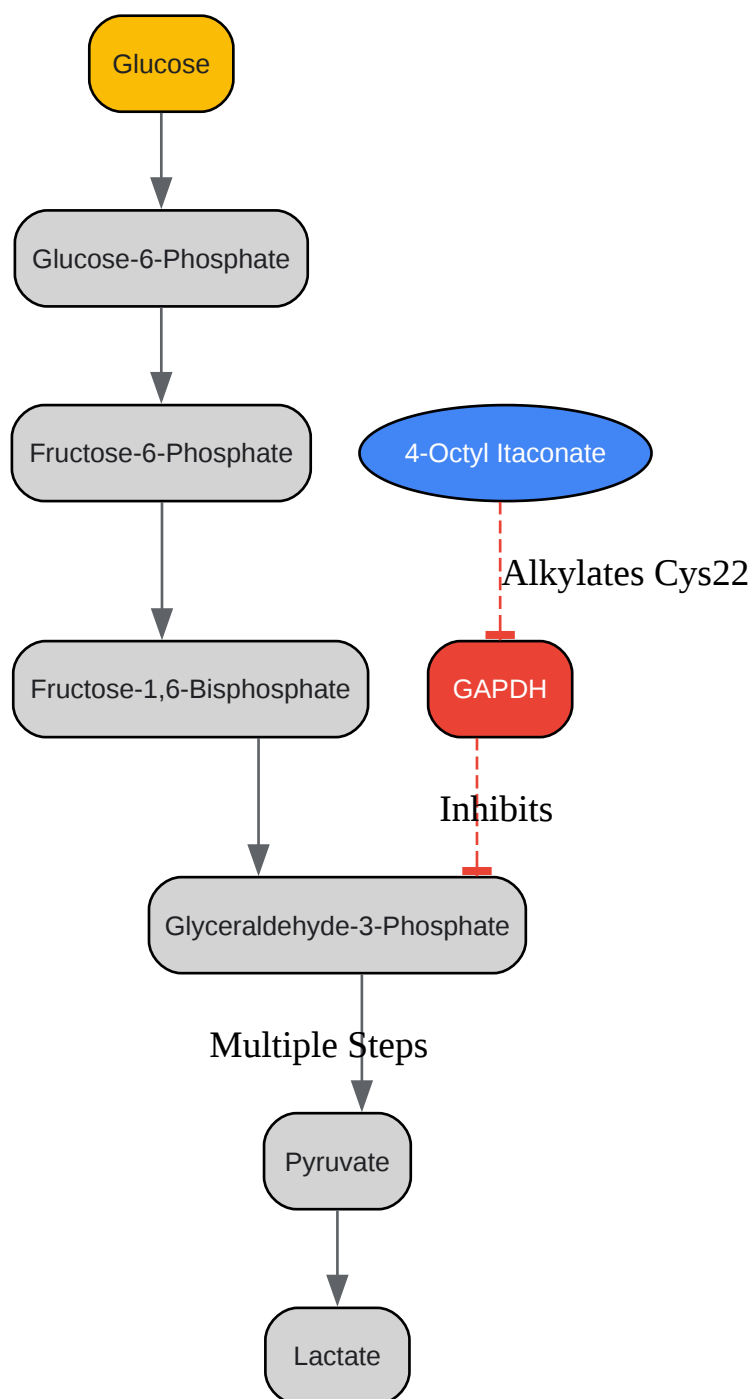 Glucose
Glucose-6-Phosphate
Fructose-6-Phosphate
4-Octyl Itaconate
Alkylates Cys22
Fructose-1,6-Bisphosphate
GAPDH
Inhibits
Glyceraldehyde-3-Phosphate
Multiple Steps
Pyruvate
Lactate